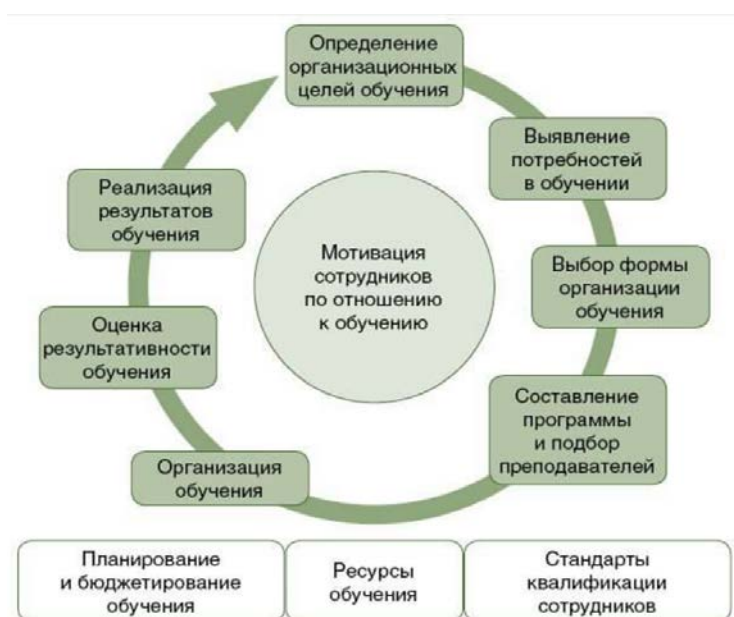 Определение
организационных
целей обучения
Выявление
потребностей
в обучении
Выбор формы
организации
обучения
Составление
программы
и подбор
преподавателей
Организация
обучения
Оценка
результативности
обучения
Реализация
результатов
обучения
Мотивация
сотрудников
по отношению
к обучению
Планирование
и бюджетирование
обучения
Ресурсы
обучения
Стандарты
квалификации
сотрудников